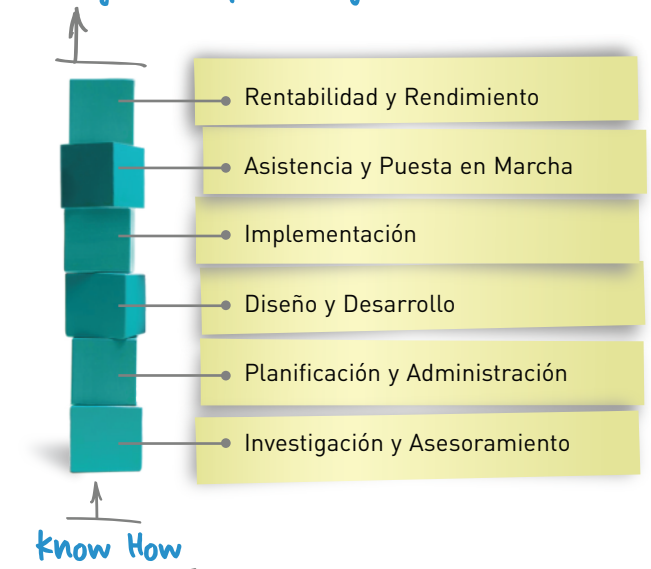 Rentabilidad y Rendimiento
Asistencia y Puesta en Marcha
Implementación
Diseño y Desarrollo
Planificación y Administración
Investigación y Asesoramiento
Know How